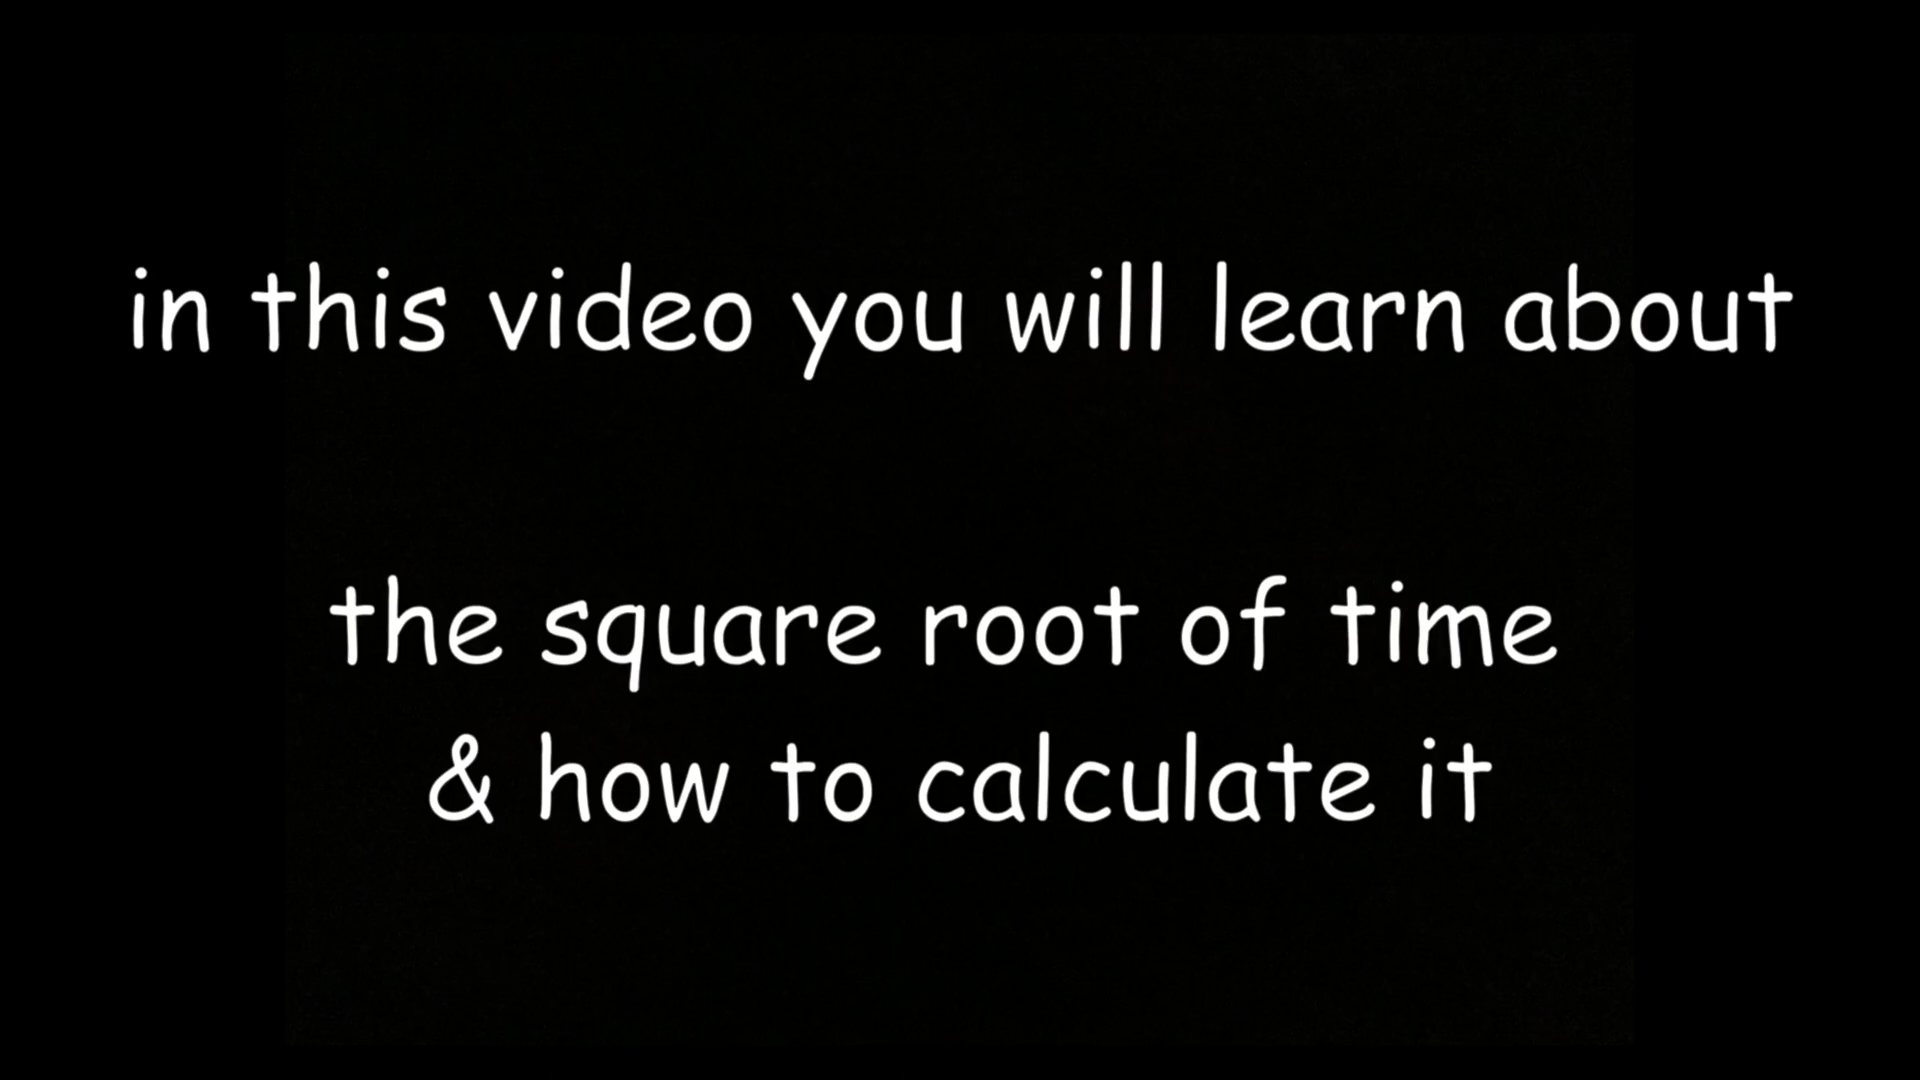 in this video you will learn about
the square root of time
& how to calculate it